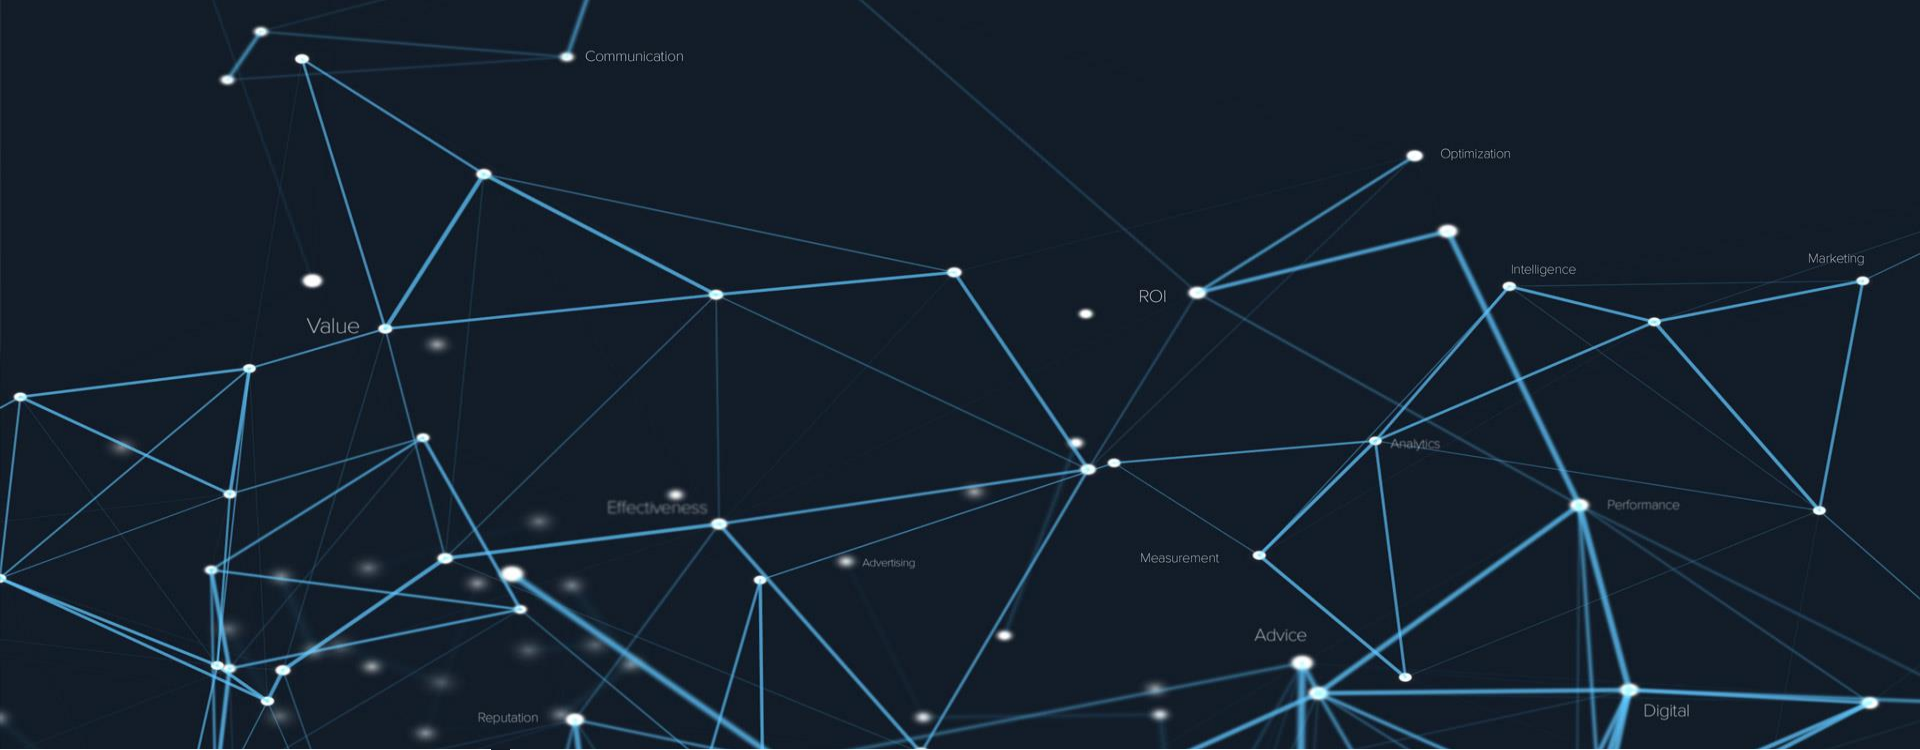 Communication
Optimization
Marketing
Intelligence
ROI
Value
Analytics
Effectiveness
Performance
Measurement
Advertising
Advice
Digital
Reputation